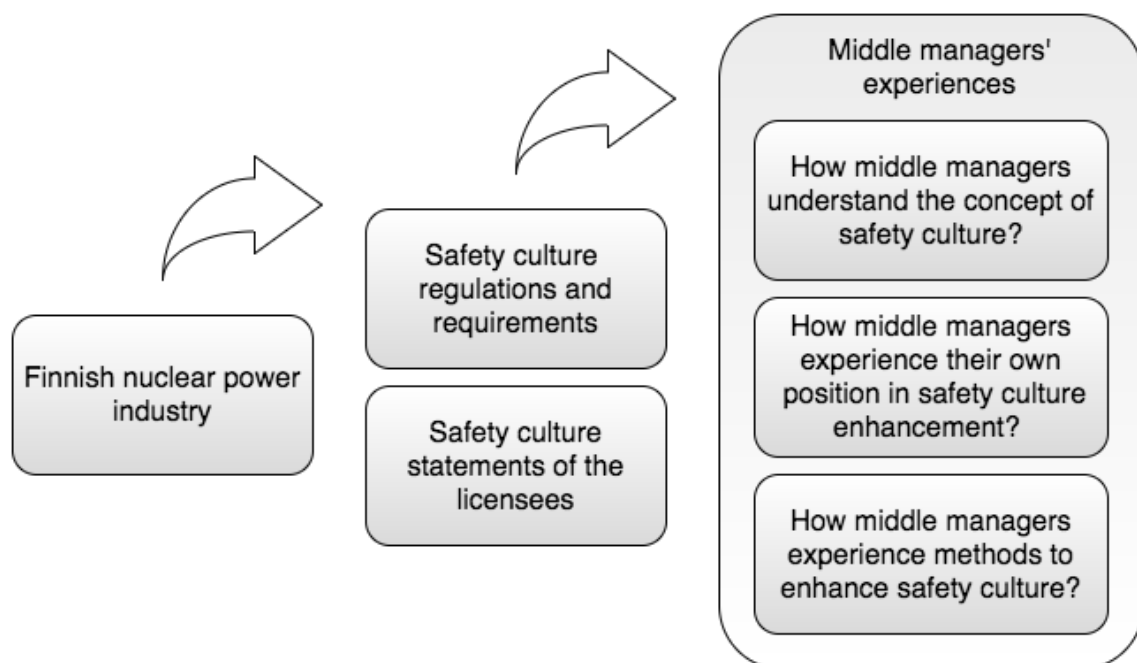 Finnish nuclear power
industry
Safety culture
regulations and
requirements
Safety culture
statements of the
licensees
Middle managers'
experiences
How middle managers
understand the concept of
safety culture?
How middle managers
experience their own
position in safety culture
enhancement?
How middle managers
experience methods to
enhance safety culture?